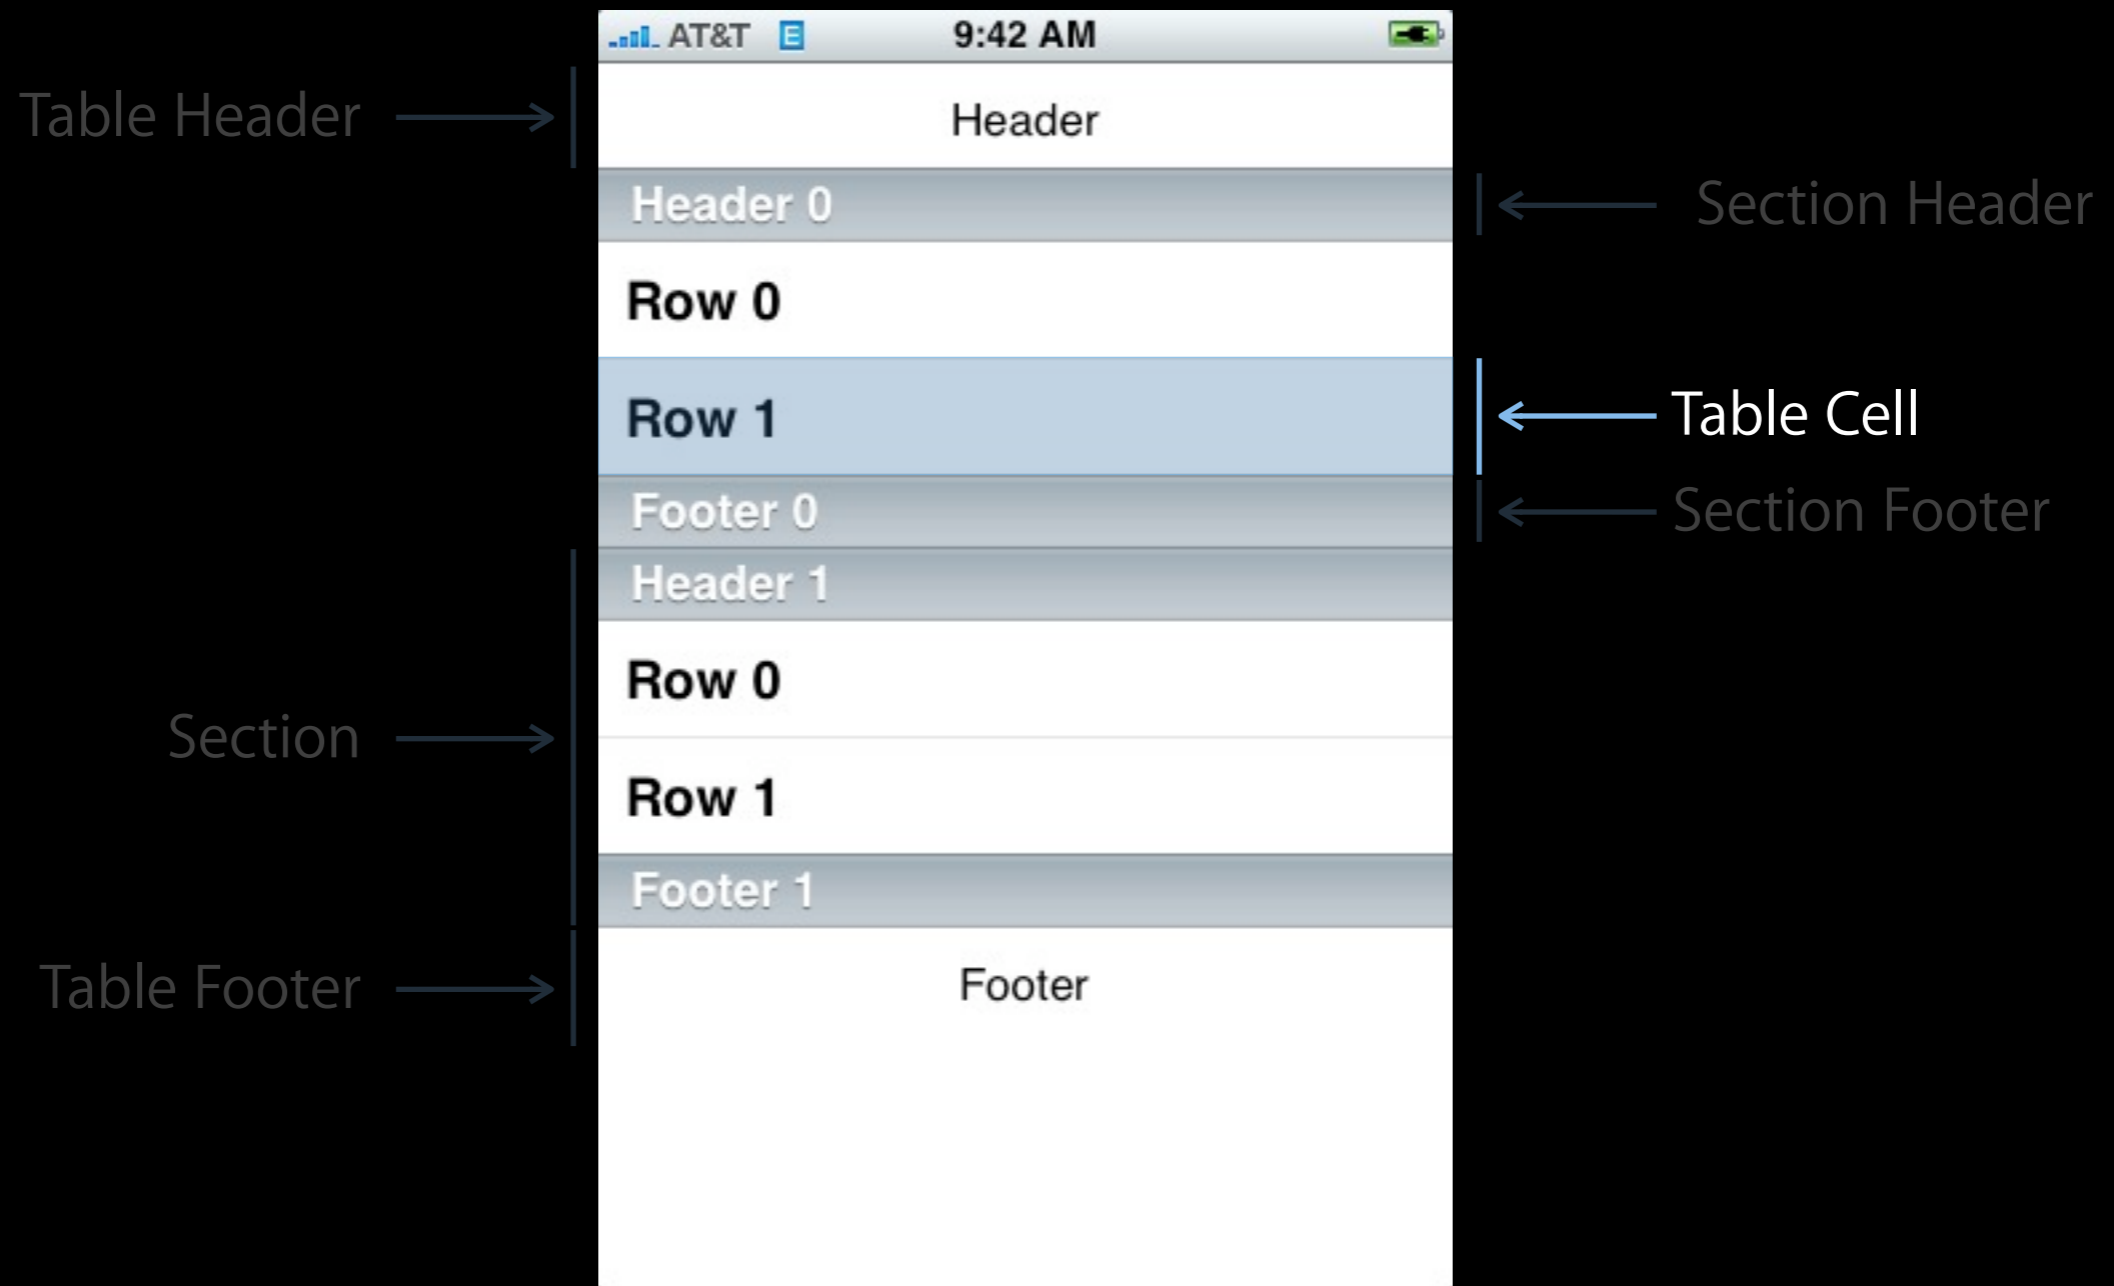 AT&T E 9:42 AM
Table Header
Header
Header 0
Section Header
Row 0
Row 1
Table Cell
Footer 0
Section Footer
Header 1
Row 0
Section
Row 1
Footer 1
Table Footer
Footer